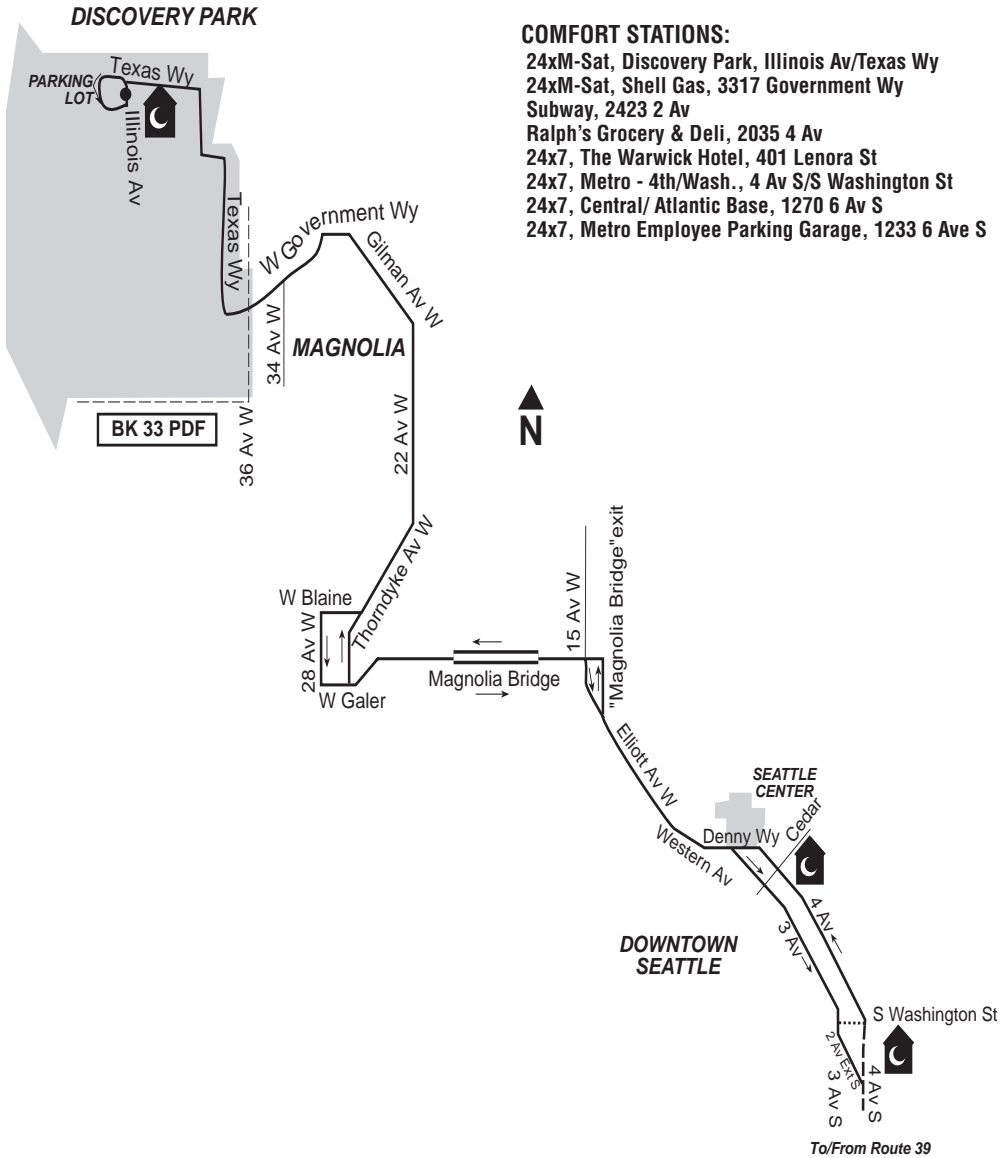 DISCOVERY PARK
COMFORT STATIONS:
24xM-Sat, Discovery Park, Illinois Av/Texas Wy
24xM-Sat, Shell Gas, 3317 Government Wy
Subway, 2423 2 Av
Ralph's Grocery & Deli, 2035 4 Av
24x7, The Warwick Hotel, 401 Lenora St
24x7, Metro - 4th/Wash., 4 Av S/S Washington St
24x7, Central/ Atlantic Base, 1270 6 Av S
24x7, Metro Employee Parking Garage, 1233 6 Ave S
Texas Wy
PARKING
LOT
Illinois Av
Texas Wy
W Government Wy
Gilman Av W
34 Av W
MAGNOLIA
BK 33 PDF
36 Av W
22 Av W
N
Thorndyke Av W
W Blaine
28 Av W
W Galer
Magnolia Bridge
15 Av W
"Magnolia Bridge"exit
Elliott Av W
SEATTLE
CENTER
Western Av
Denny Wy
Cedar
3 Av
4 Av
DOWNTOWN
SEATTLE
S Washington St
2 Av Ext S
3 Av S
4 Av S
To/From Route 39